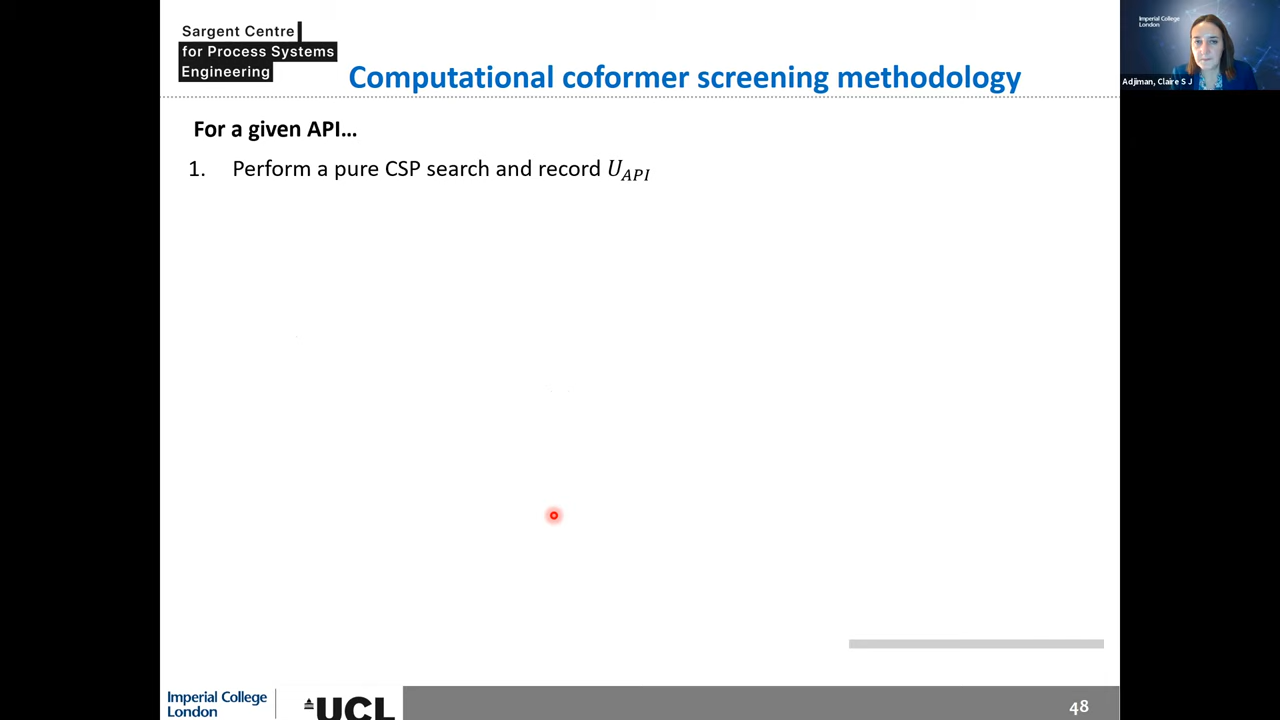 Sargent Centre
for Process Systems
Engineering
Computational coformer screening methodology
Imperial College
London
Adjiman, Claire S J
For a given API...
1. Perform a pure CSP search and record U_API
Imperial College
London
UCL
48